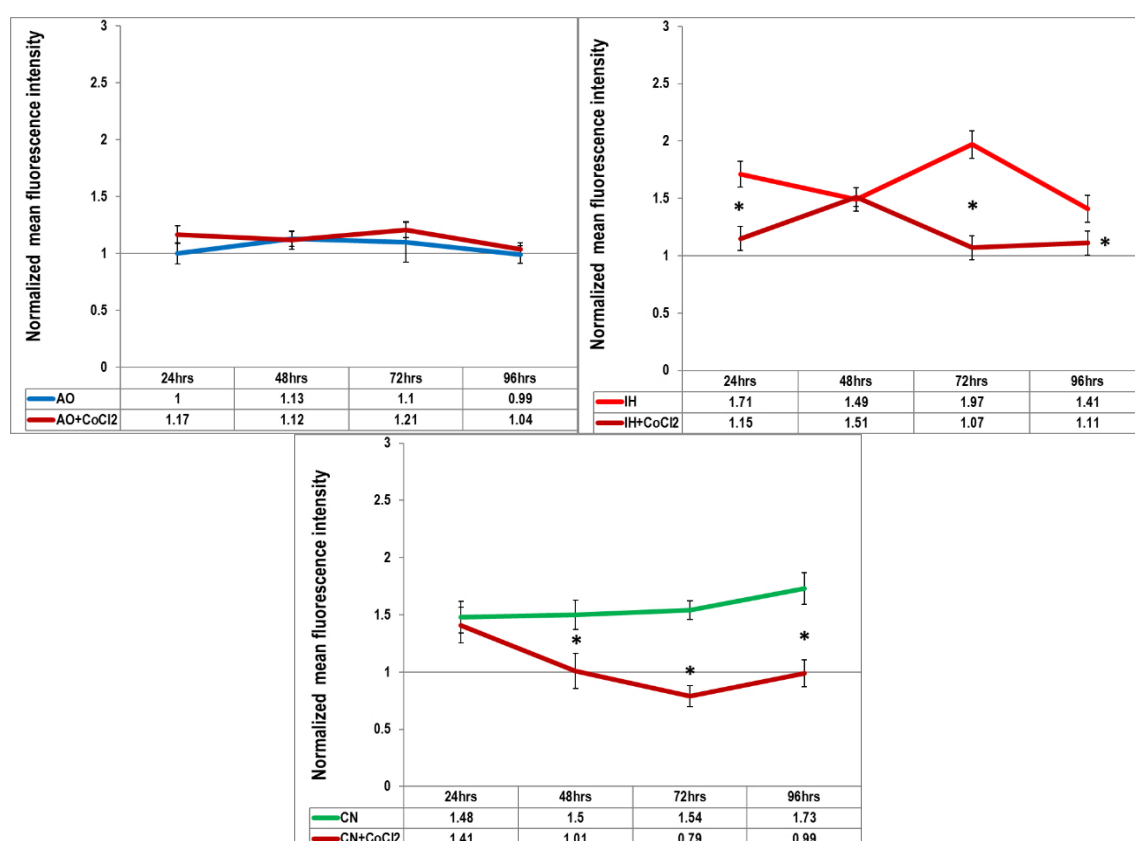 Normalized mean fluorescence intensity
3
2.5
2
1.5
1
0.5
0
24hrs 48hrs 72hrs 96hrs
AO 1 1.13 1.1 0.99
AO+CoCl2 1.17 1.12 1.21 1.04
Normalized mean fluorescence intensity
3
2.5
2
1.5
1
0.5
0
* * *
24hrs 48hrs 72hrs 96hrs
IH 1.71 1.49 1.97 1.41
IH+CoCl2 1.15 1.51 1.07 1.11
Normalized mean fluorescence intensity
3
2.5
2
1.5
1
0.5
0
* * *
24hrs 48hrs 72hrs 96hrs
CN 1.48 1.5 1.54 1.73
CN+CoCl2 1.41 1.01 0.79 0.99